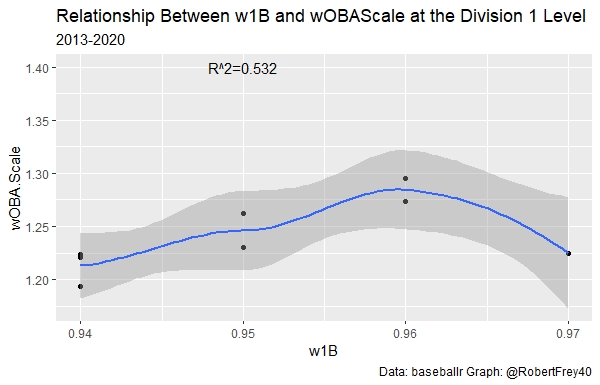 Relationship Between w1B and wOBAScale at the Division 1 Level
2013-2020
R^2=0.532
1.40
1.35
1.30
1.25
1.20
wOBA.Scale
0.94 0.95 0.96 0.97
w1B
Data: baseballr Graph: @RobertFrey40